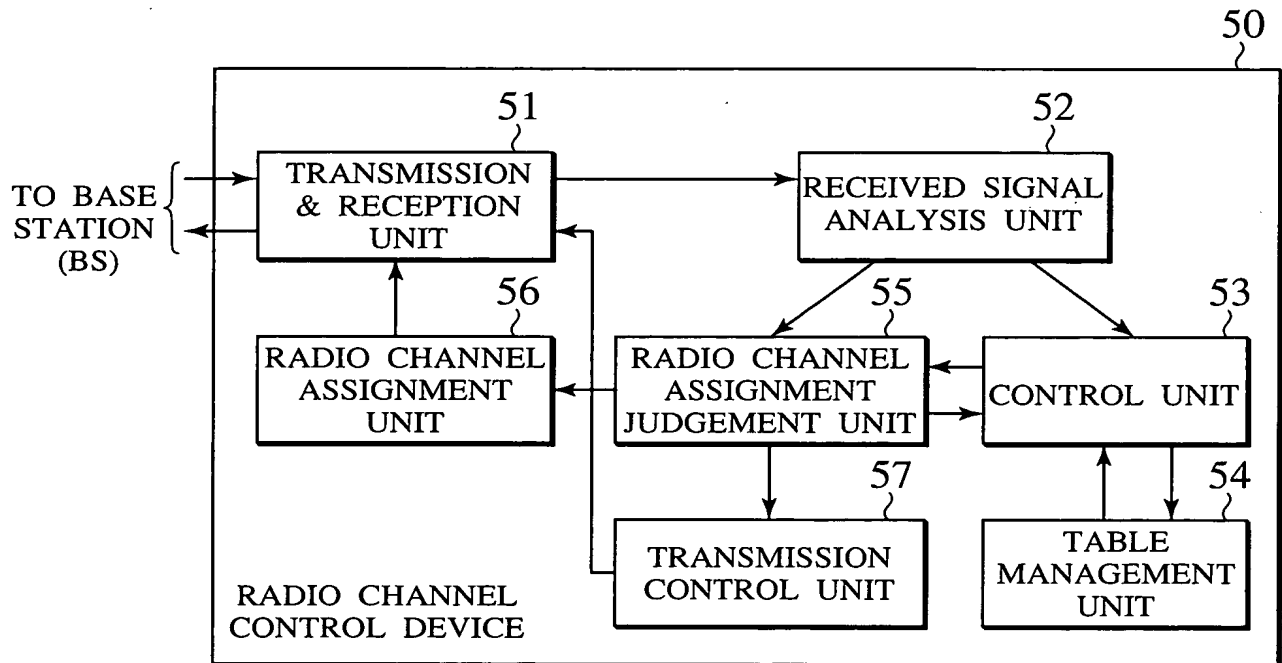 50
51
52
TO BASE
STATION
(BS)
TRANSMISSION
& RECEPTION
UNIT
RECEIVED SIGNAL
ANALYSIS UNIT
56
55
53
RADIO CHANNEL
ASSIGNMENT
UNIT
RADIO CHANNEL
ASSIGNMENT
JUDGEMENT UNIT
CONTROL UNIT
57
54
TRANSMISSION
CONTROL UNIT
TABLE
MANAGEMENT
UNIT
RADIO CHANNEL
CONTROL DEVICE